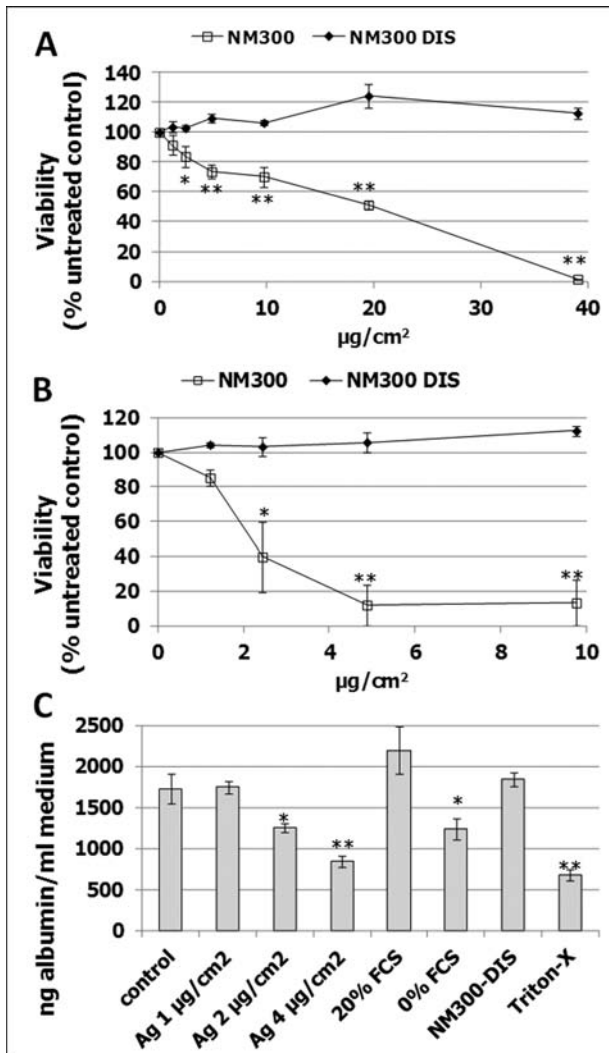 A
NM300 NM300 DIS
Viability
(% untreated control)
140
120
100
80
60
40
20
0
*
**
**
**
**
0 10 20 30 40
µg/cm²
NM300 NM300 DIS
B
Viability
(% untreated control)
120
100
80
60
40
20
0
*
**
**
0 2 4 6 8 10
µg/cm²
C
ng albumin/ml medium
2500
2000
1500
1000
500
0
*
**
*
**
control
Ag 1 µg/cm2
Ag 2 µg/cm2
Ag 4 µg/cm2
20% FCS
0% FCS
NM300-DIS
Triton-X